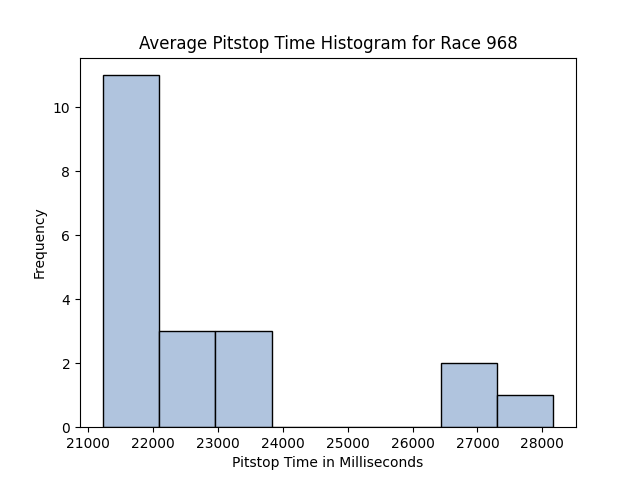 Average Pitstop Time Histogram for Race 968
10
8
6
4
2
0
Frequency
21000 22000 23000 24000 25000 26000 27000 28000
Pitstop Time in Milliseconds